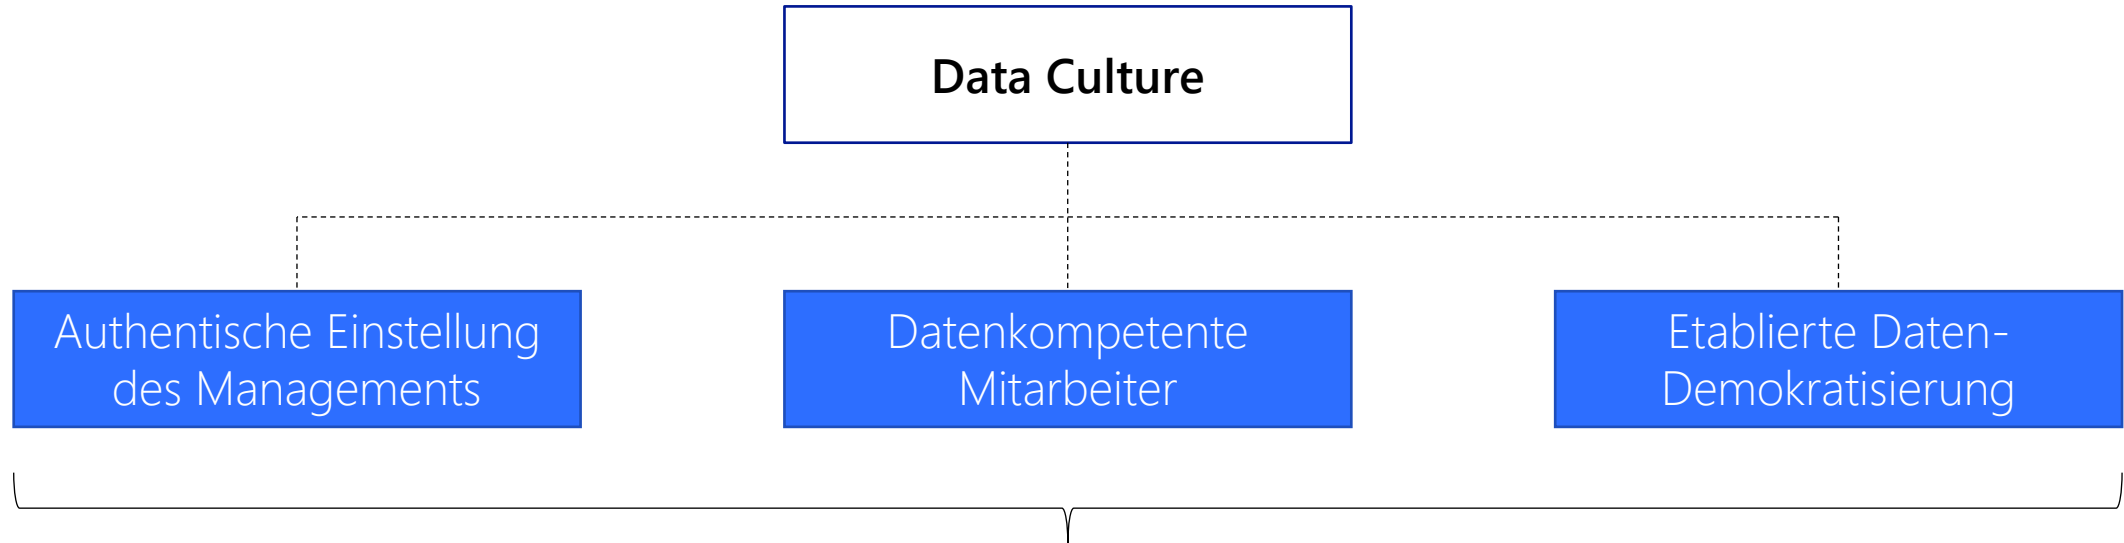 Data Culture
Authentische Einstellung
des Managements
Datenkompetente
Mitarbeiter
Etablierte Daten-
Demokratisierung